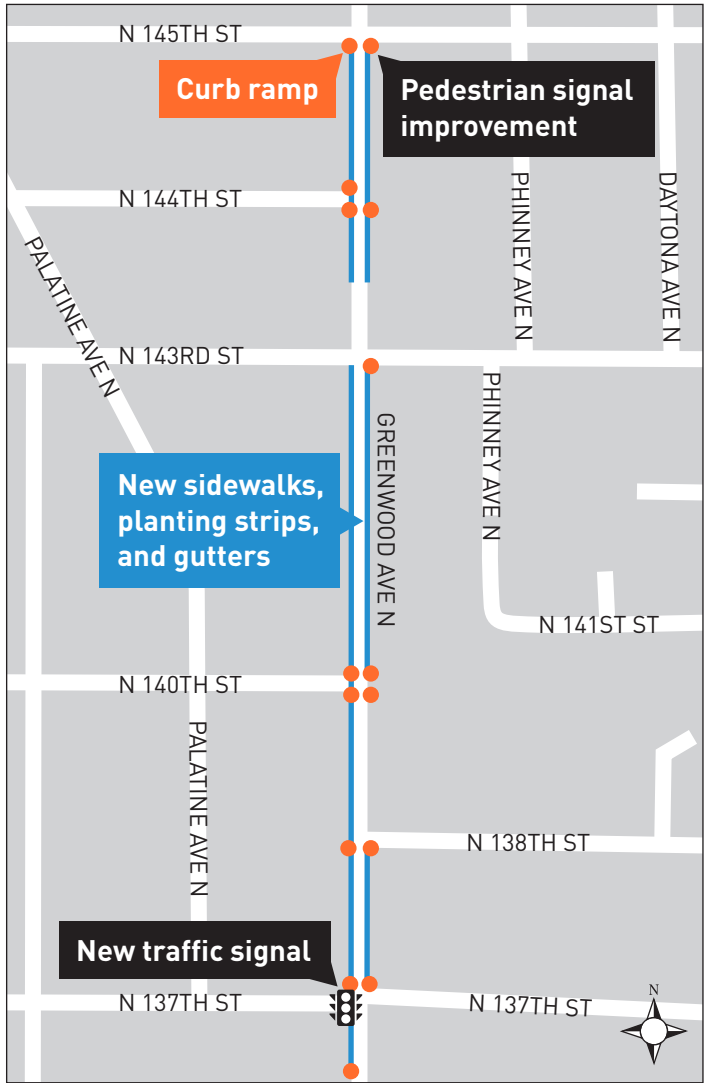 N 145TH ST
Curb ramp
Pedestrian signal
improvement
N 144TH ST
PHINNEY AVE N
DAYTONA AVE N
PALATINE AVE N
N 143RD ST
PHINNEY AVE N
GREENWOOD AVE N
New sidewalks,
planting strips,
and gutters
N 141ST ST
N 140TH ST
PALATINE AVE N
N 138TH ST
New traffic signal
N 137TH ST
N 137TH ST
N